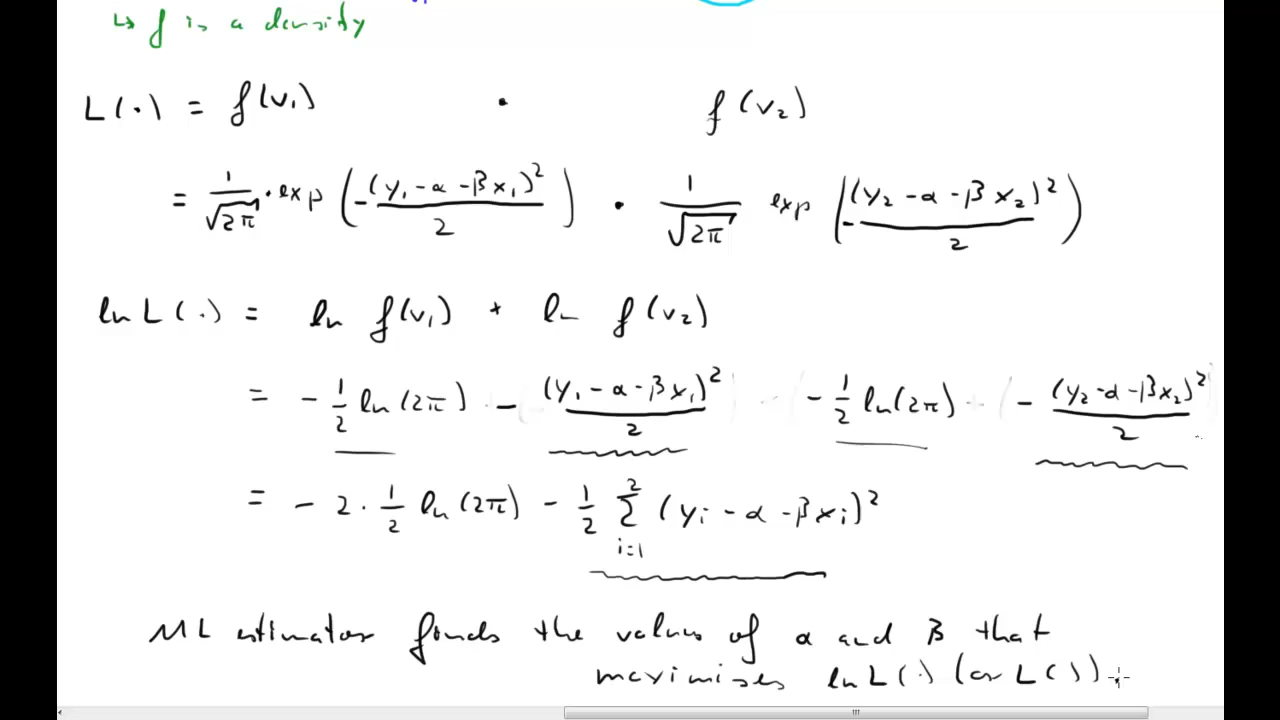 ↳ f is a density
L(·) = f(v₁) · f(v₂)
= 1/√2π · exp (-(y₁ - α - βx₁)²/2) · 1/√2π exp (-(y₂ - α - βx₂)²/2)
ln L(·) = ln f(v₁) + ln f(v₂)
= - 1/2 ln(2π) - (y₁ - α - βx₁)²/2 - 1/2 ln(2π) - (y₂ - α - βx₂)²/2
= - 2 · 1/2 ln(2π) - 1/2 Σ_{i=1}^{2} (yᵢ - α - βxᵢ)²
ML estimator finds the values of α and β that
maximises ln L(·) (or L(·)).